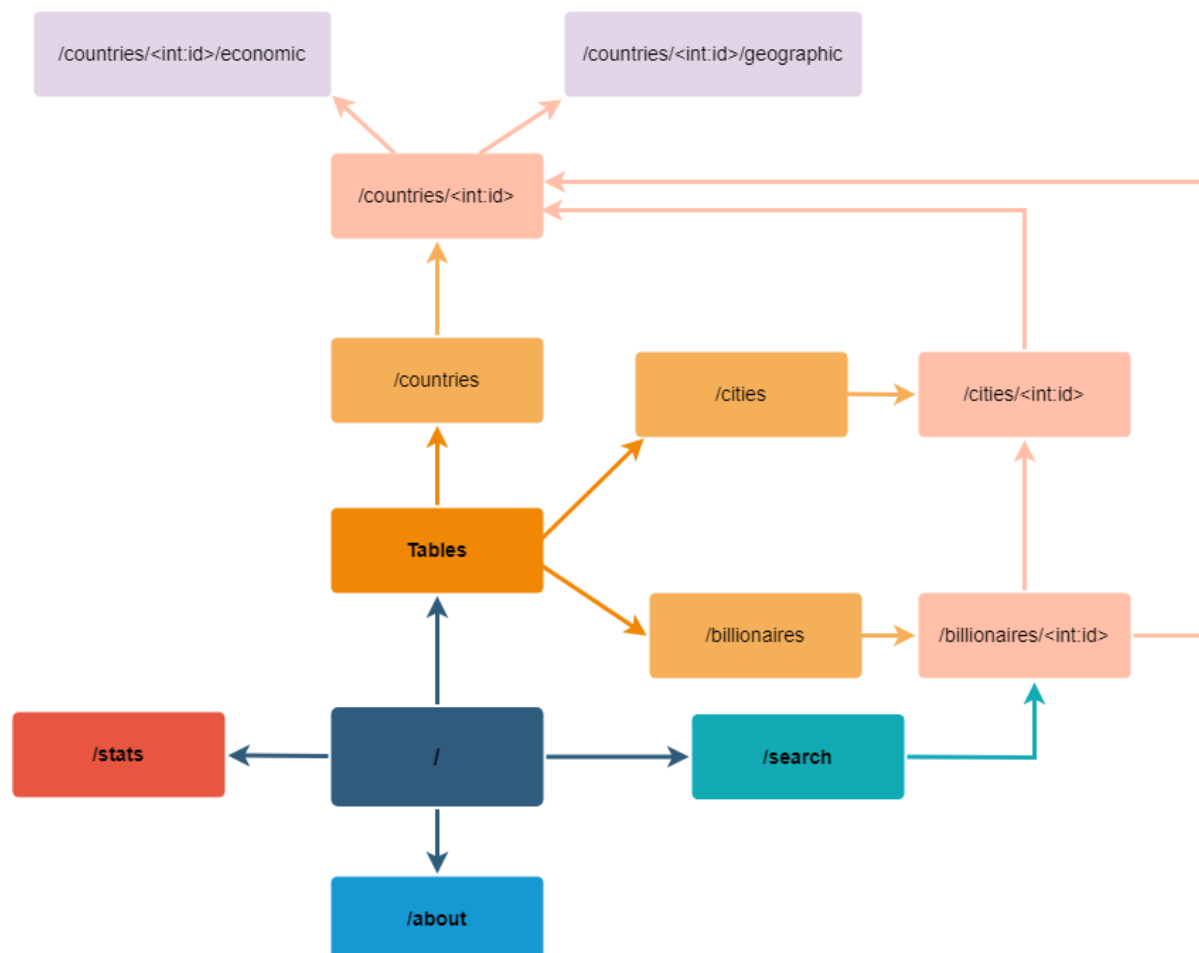 /countries/<int:id>/economic
/countries/<int:id>/geographic
/countries/<int:id>
/countries
/cities
/cities/<int:id>
Tables
/billionaires
/billionaires/<int:id>
/stats
/
/search
/about